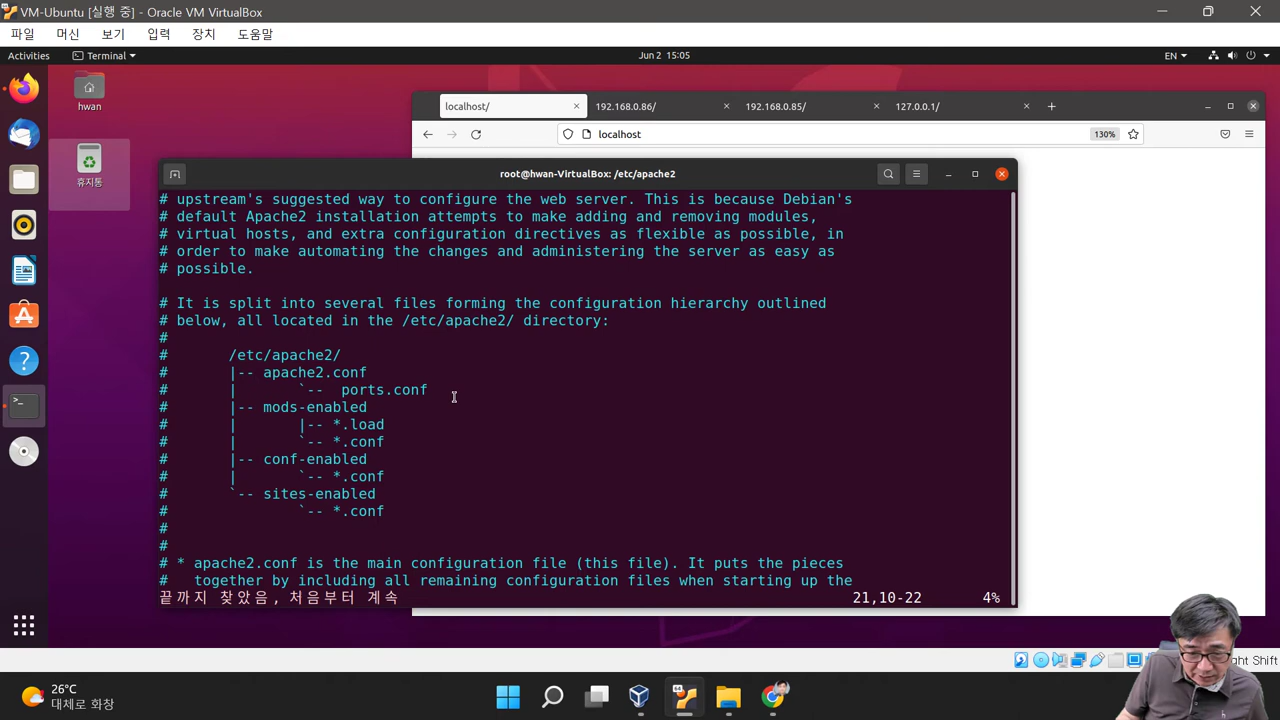 VM-Ubuntu [실행 중] - Oracle VM VirtualBox
파일 머신 보기 입력 장치 도움말
Activities Terminal Jun 2 15:05 EN
hwan
휴지통
localhost/ 192.168.0.86/ 192.168.0.85/ 127.0.0.1/
localhost 130%
root@hwan-VirtualBox: /etc/apache2
# upstream's suggested way to configure the web server. This is because Debian's
# default Apache2 installation attempts to make adding and removing modules,
# virtual hosts, and extra configuration directives as flexible as possible, in
# order to make automating the changes and administering the server as easy as
# possible.
# It is split into several files forming the configuration hierarchy outlined
# below, all located in the /etc/apache2/ directory:
#
#       /etc/apache2/
#       |-- apache2.conf
#       |       `--  ports.conf
#       |-- mods-enabled
#       |       |-- *.load
#       |       `-- *.conf
#       |-- conf-enabled
#       |       `-- *.conf
#       `-- sites-enabled
#               `-- *.conf
#
#
# * apache2.conf is the main configuration file (this file). It puts the pieces
#   together by including all remaining configuration files when starting up the
끝까지 찾았음, 처음부터 계속 21,10-22 4%
ght Shift
26°C
대체로 화창